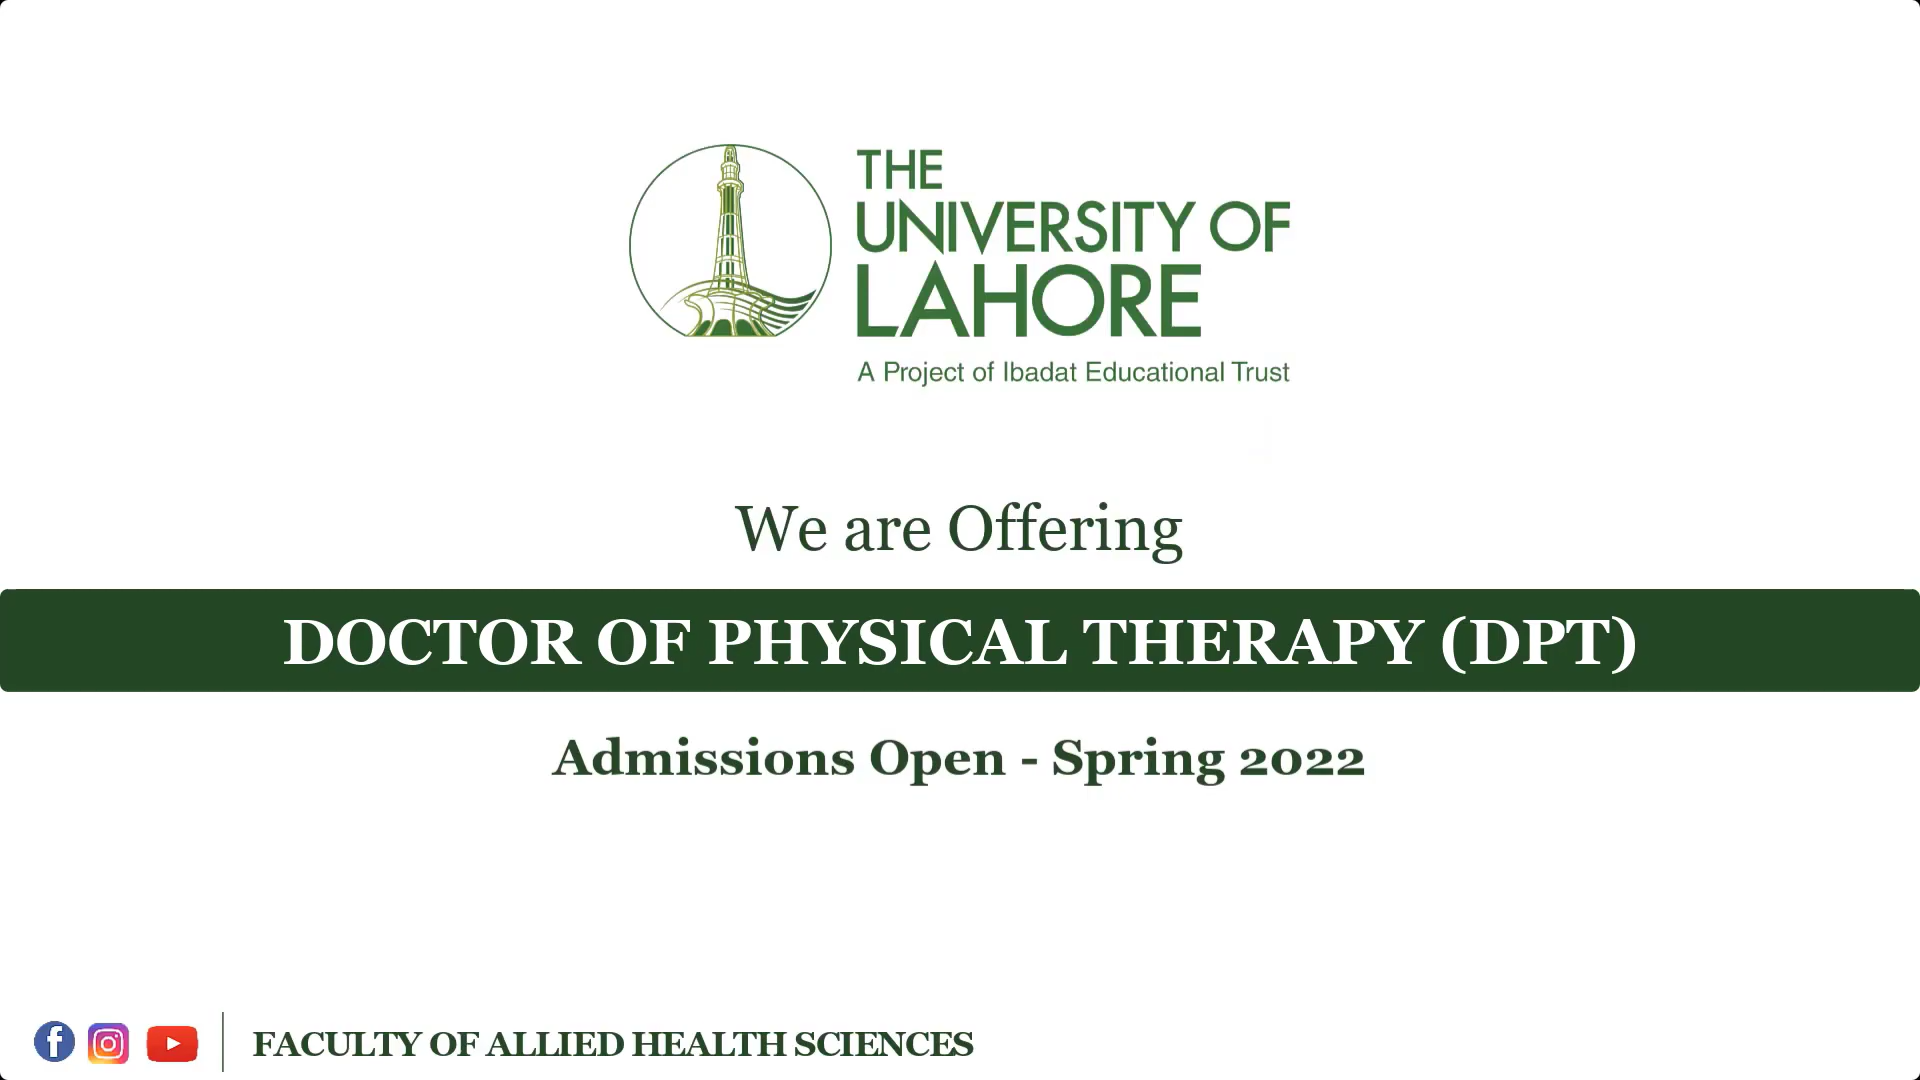 THE
UNIVERSITY OF
LAHORE
A Project of Ibadat Educational Trust
We are Offering
DOCTOR OF PHYSICAL THERAPY (DPT)
Admissions Open - Spring 2022
FACULTY OF ALLIED HEALTH SCIENCES